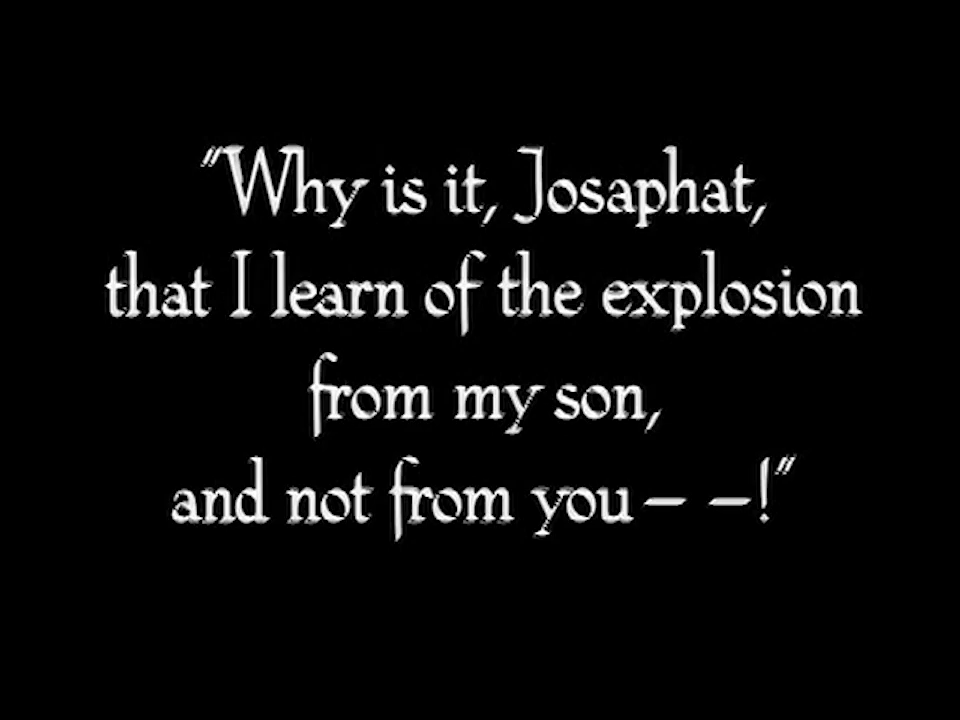 "Why is it, Josaphat,
that I learn of the explosion
from my son,
and not from you— —!"